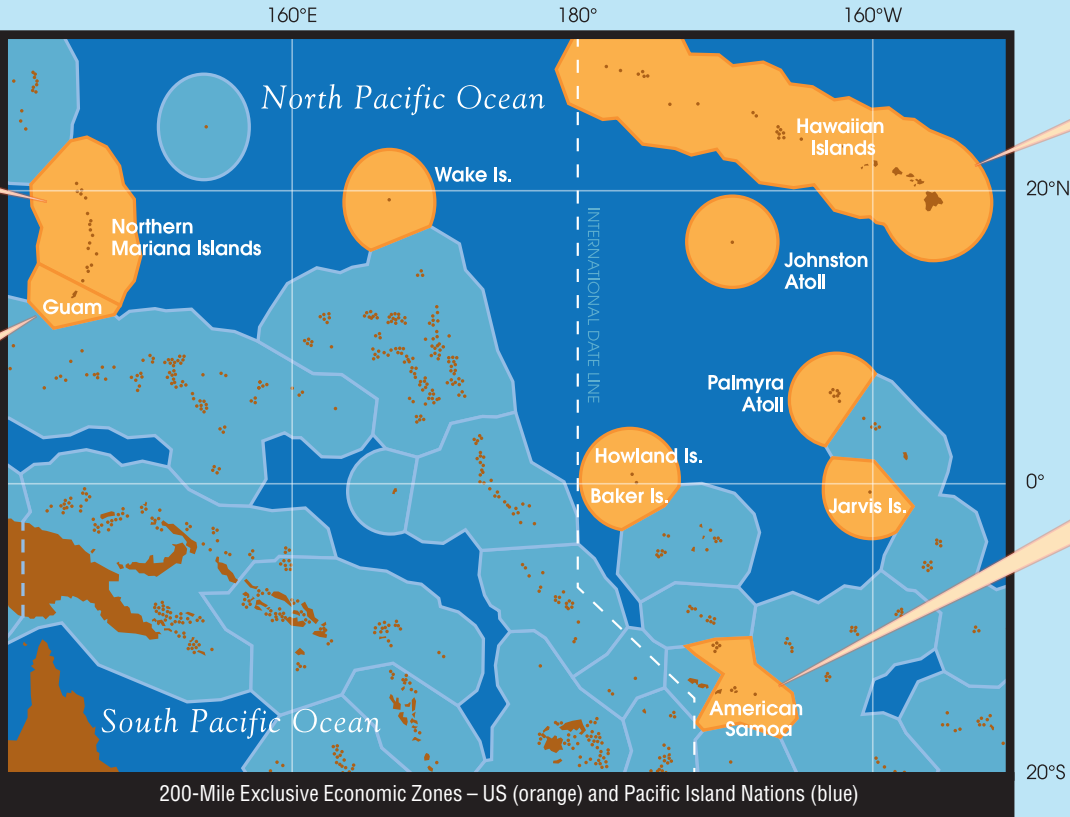 160°E
180°
160°W
North Pacific Ocean
Hawaiian
Islands
Wake Is.
20°N
Northern
Mariana Islands
INTERNATIONAL DATE LINE
Johnston
Atoll
Guam
Palmyra
Atoll
Howland Is.
Baker Is.
0°
Jarvis Is.
American
Samoa
South Pacific Ocean
20°S
200-Mile Exclusive Economic Zones – US (orange) and Pacific Island Nations (blue)